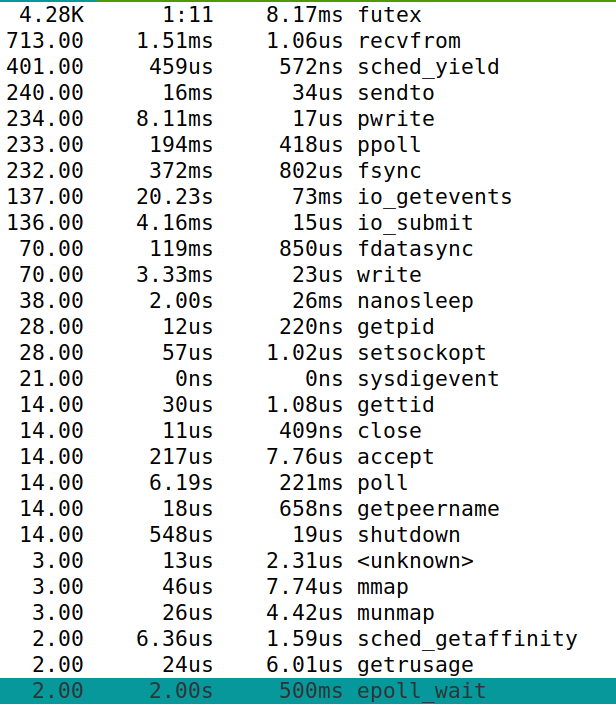 4.28K 1:11 8.17ms futex
713.00 1.51ms 1.06us recvfrom
401.00 459us 572ns sched_yield
240.00 16ms 34us sendto
234.00 8.11ms 17us pwrite
233.00 194ms 418us ppoll
232.00 372ms 802us fsync
137.00 20.23s 73ms io_getevents
136.00 4.16ms 15us io_submit
70.00 119ms 850us fdatasync
70.00 3.33ms 23us write
38.00 2.00s 26ms nanosleep
28.00 12us 220ns getpid
28.00 57us 1.02us setsockopt
21.00 0ns 0ns sysdigevent
14.00 30us 1.08us gettid
14.00 11us 409ns close
14.00 217us 7.76us accept
14.00 6.19s 221ms poll
14.00 18us 658ns getpeername
14.00 548us 19us shutdown
3.00 13us 2.31us <unknown>
3.00 46us 7.74us mmap
3.00 26us 4.42us munmap
2.00 6.36us 1.59us sched_getaffinity
2.00 24us 6.01us getrusage
2.00 2.00s 500ms epoll_wait